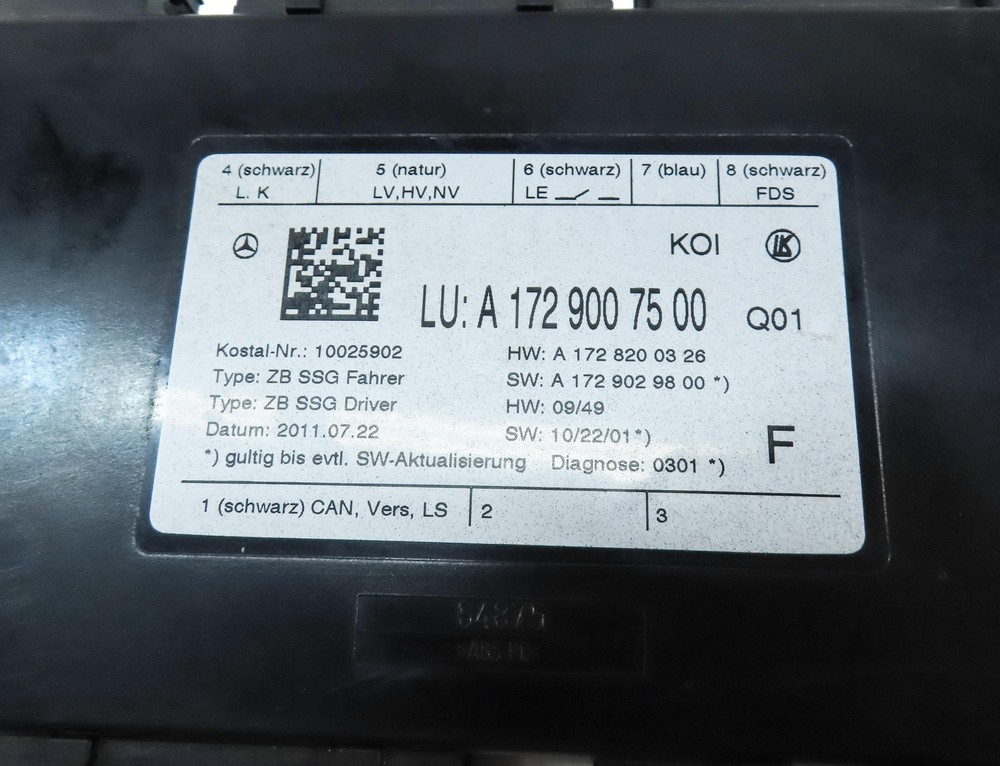 4 (schwarz) 5 (natur) 6 (schwarz) 7 (blau) 8 (schwarz)
L. K LV,HV,NV LE FDS
KOI
LU: A 172 900 75 00 Q01
Kostal-Nr.: 10025902 HW: A 172 820 03 26
Type: ZB SSG Fahrer SW: A 172 902 98 00 *)
Type: ZB SSG Driver HW: 09/49
Datum: 2011.07.22 SW: 10/22/01*) F
*) gultig bis evtl. SW-Aktualisierung Diagnose: 0301 *)
1 (schwarz) CAN, Vers, LS 2 3